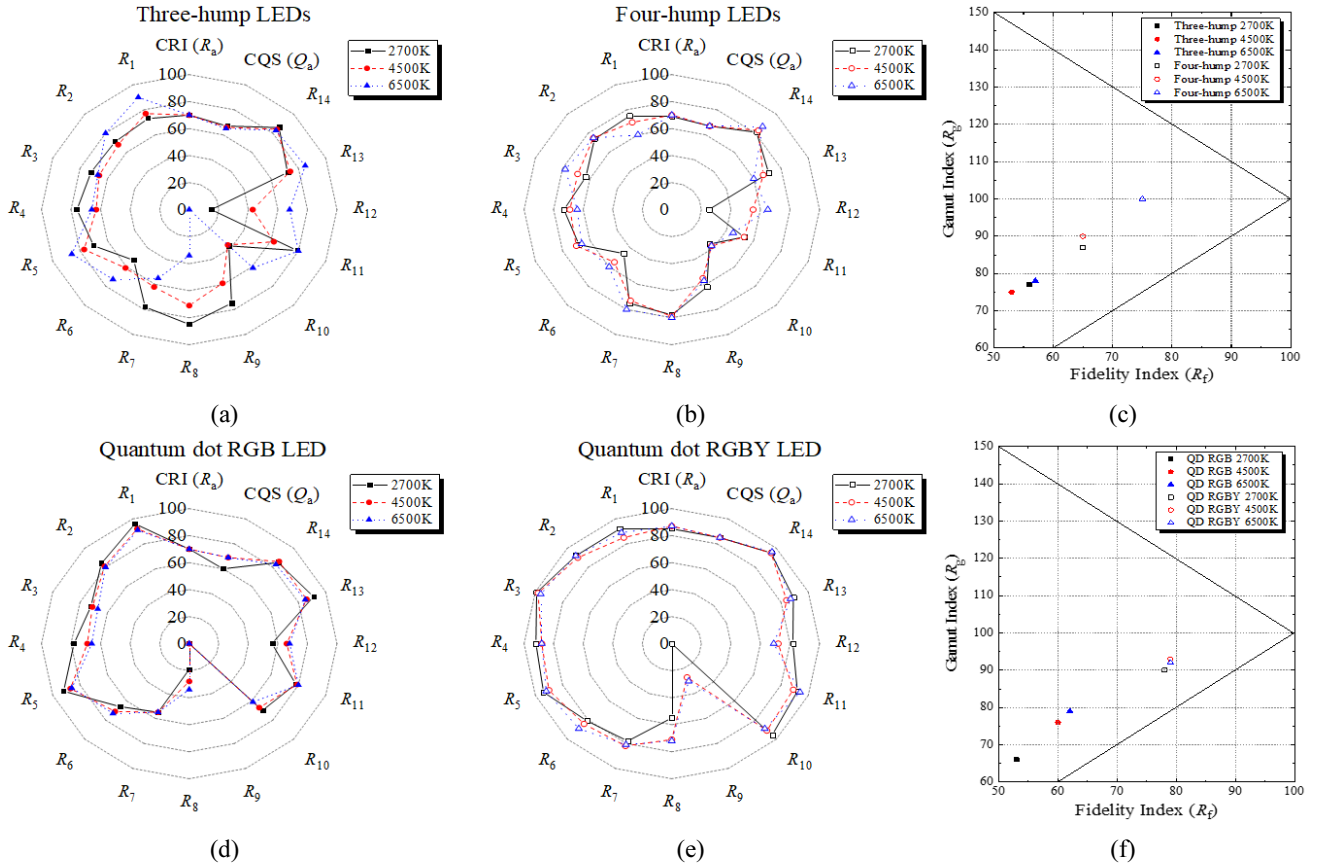 Three-hump LEDs
CRI (Ra)
CQS (Qa)
2700K
4500K
6500K
100
80
60
40
20
0
R1
R2
R3
R4
R5
R6
R7
R8
R9
R10
R11
R12
R13
R14
(a)
Four-hump LEDs
CRI (Ra)
CQS (Qa)
2700K
4500K
6500K
100
80
60
40
20
0
R1
R2
R3
R4
R5
R6
R7
R8
R9
R10
R11
R12
R13
R14
(b)
Three-hump 2700K
Three-hump 4500K
Three-hump 6500K
Four-hump 2700K
Four-hump 4500K
Four-hump 6500K
Gamut Index (Rg)
150
140
130
120
110
100
90
80
70
60
50 60 70 80 90 100
Fidelity Index (Rf)
(c)
Quantum dot RGB LED
CRI (Ra)
CQS (Qa)
2700K
4500K
6500K
100
80
60
40
20
0
R1
R2
R3
R4
R5
R6
R7
R8
R9
R10
R11
R12
R13
R14
(d)
Quantum dot RGBY LED
CRI (Ra)
CQS (Qa)
2700K
4500K
6500K
100
80
60
40
20
0
R1
R2
R3
R4
R5
R6
R7
R8
R9
R10
R11
R12
R13
R14
(e)
QD RGB 2700K
QD RGB 4500K
QD RGB 6500K
QD RGBY 2700K
QD RGBY 4500K
QD RGBY 6500K
Gamut Index (Rg)
150
140
130
120
110
100
90
80
70
60
50 60 70 80 90 100
Fidelity Index (Rf)
(f)